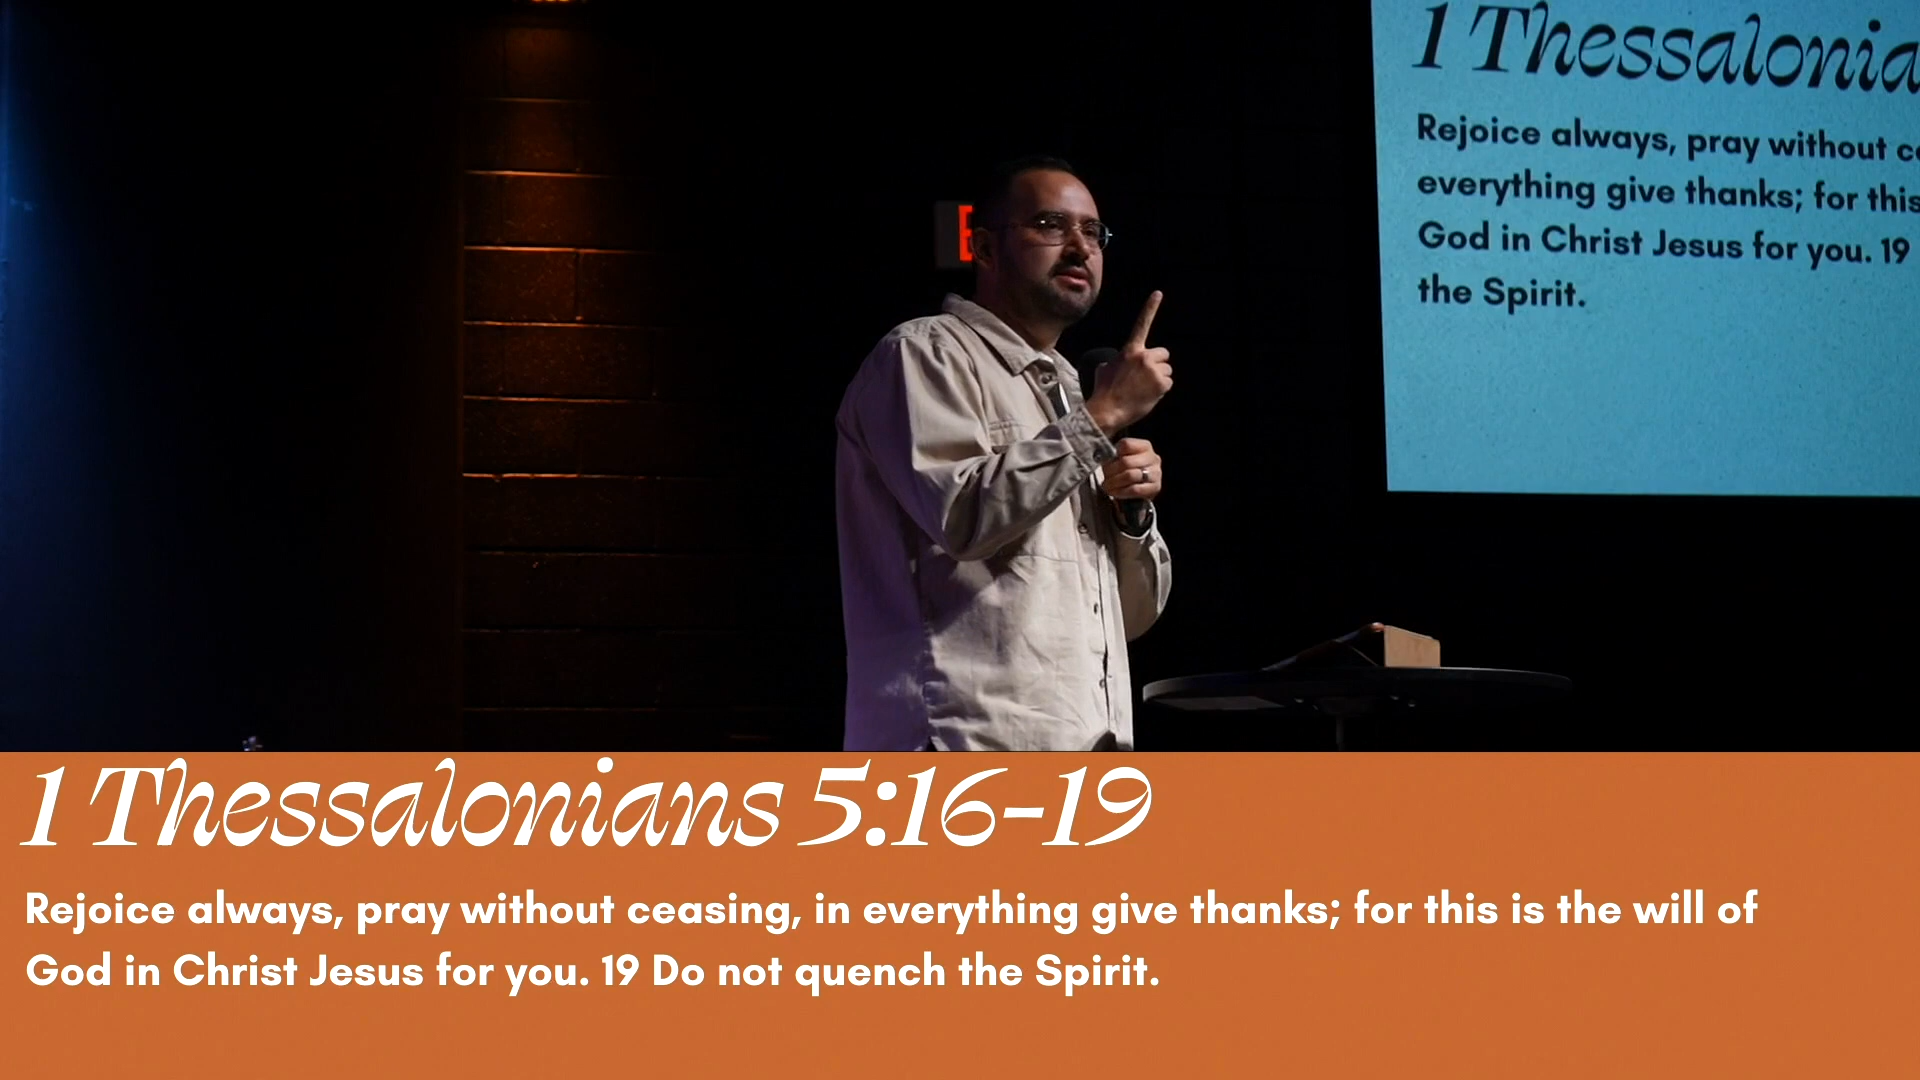 1 Thessalonia
Rejoice always, pray without
everything give thanks; for this
God in Christ Jesus for you. 19
the Spirit.
1 Thessalonians 5:16-19
Rejoice always, pray without ceasing, in everything give thanks; for this is the will of
God in Christ Jesus for you. 19 Do not quench the Spirit.